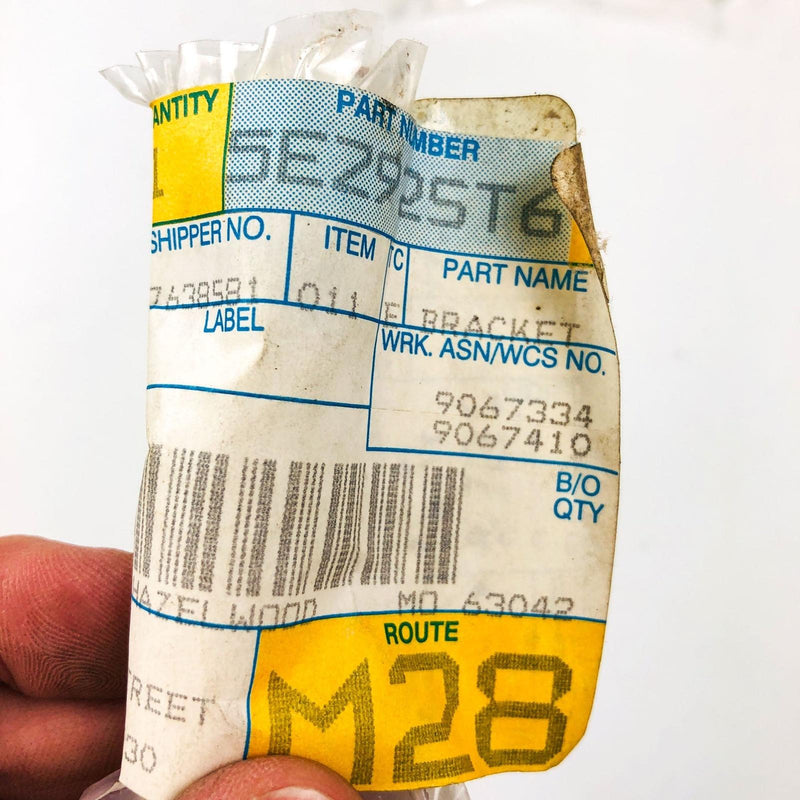 ANTITY
PART NUMBER
1
5E2925T6
SHIPPER NO.
ITEM
TC
PART NAME
7638581
011
E BRACKET
LABEL
WRK. ASN/WCS NO.
9067334
9067410
B/O
QTY
HAZELWOOD MO 63042
ROUTE
M28
REET
30